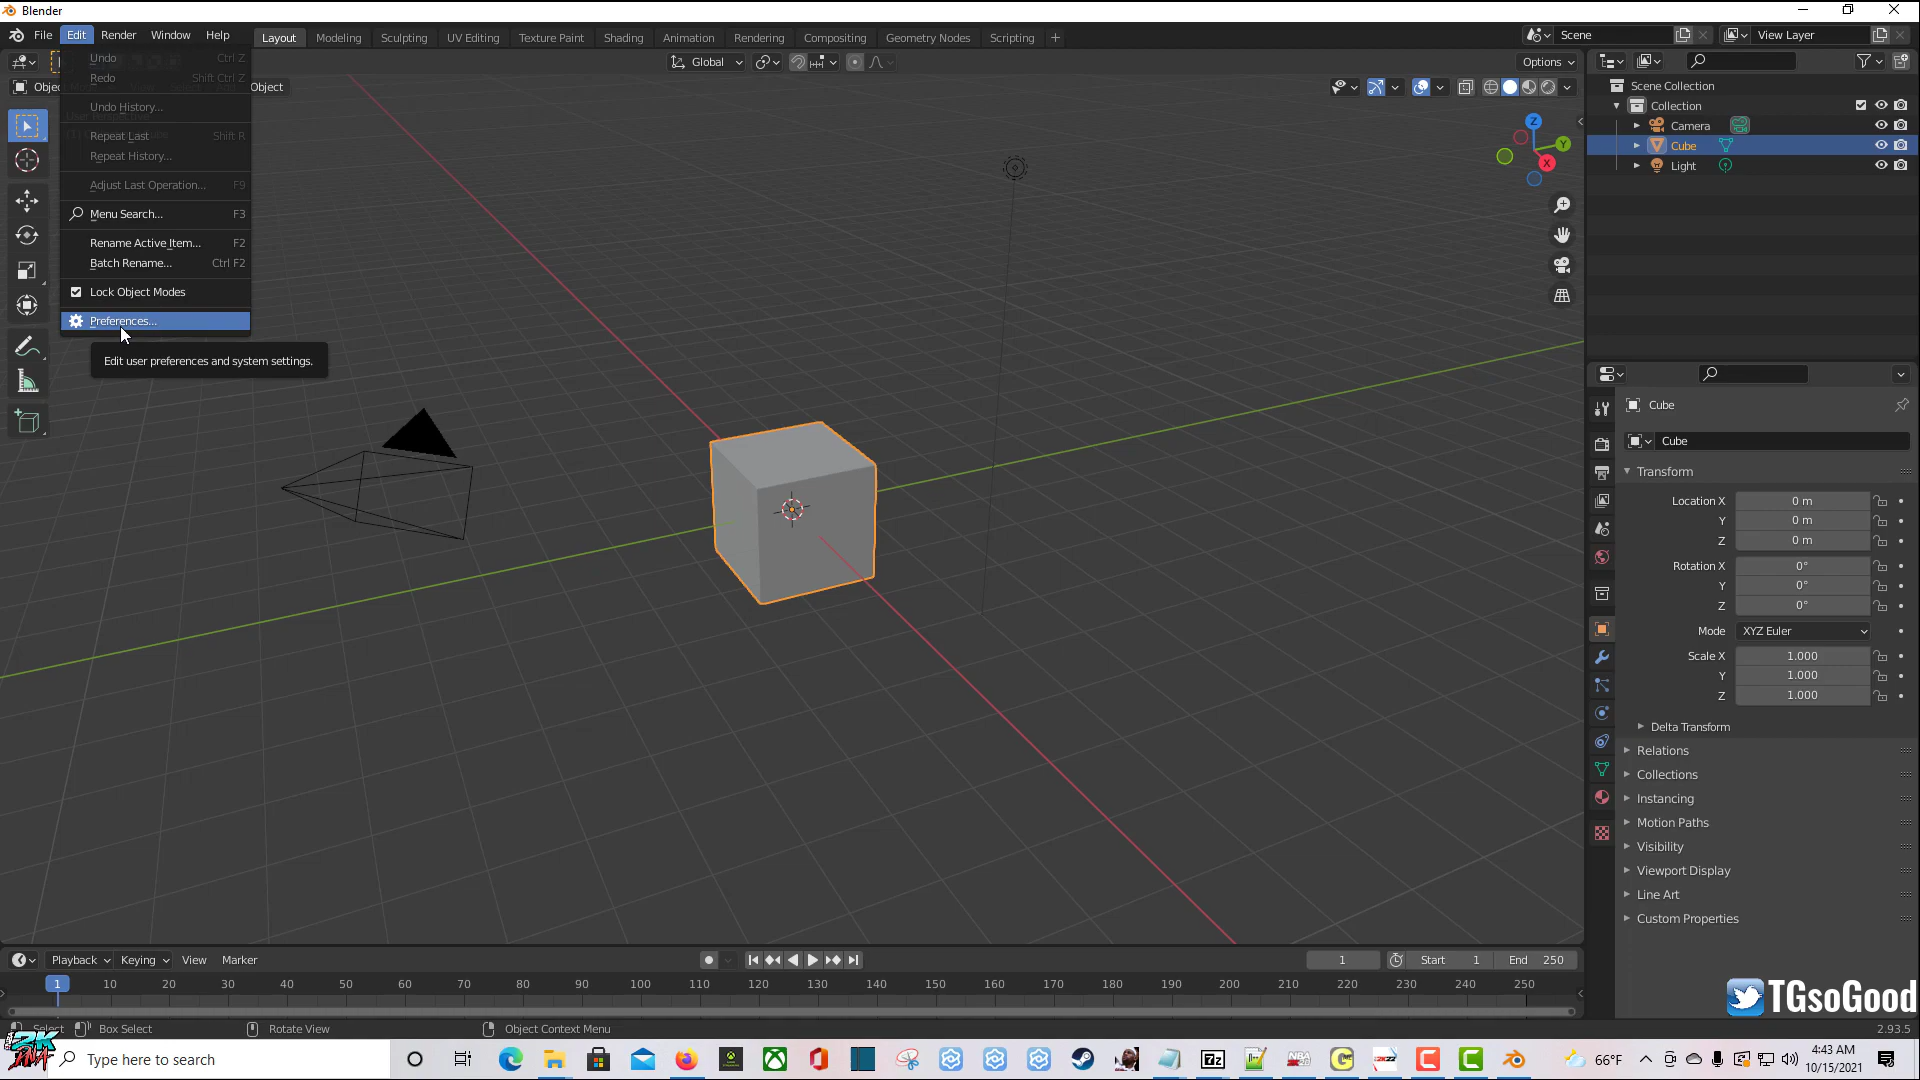 Blender
File Edit Render Window Help Layout Modeling Sculpting UV Editing Texture Paint Shading Animation Rendering Compositing Geometry Nodes Scripting + Scene View Layer
Global Options
Object
Undo Ctrl Z
Redo Shift Ctrl Z
Undo History...
Repeat Last Shift R
Repeat History...
Adjust Last Operation... F9
Menu Search... F3
Rename Active Item... F2
Batch Rename... Ctrl F2
Lock Object Modes
Preferences...
Edit user preferences and system settings.
Z
Y
X
Scene Collection
Collection
Camera
Cube
Light
Cube
Cube
Transform
Location X 0 m
Y 0 m
Z 0 m
Rotation X 0°
Y 0°
Z 0°
Mode XYZ Euler
Scale X 1.000
Y 1.000
Z 1.000
Delta Transform
Relations
Collections
Instancing
Motion Paths
Visibility
Viewport Display
Line Art
Custom Properties
Playback Keying View Marker 1 Start 1 End 250
1 10 20 30 40 50 60 70 80 90 100 110 120 130 140 150 160 170 180 190 200 210 220 230 240 250
TGsoGood
Select Box Select Rotate View Object Context Menu 2.93.5
Type here to search
7z
66°F
4:43 AM
10/15/2021